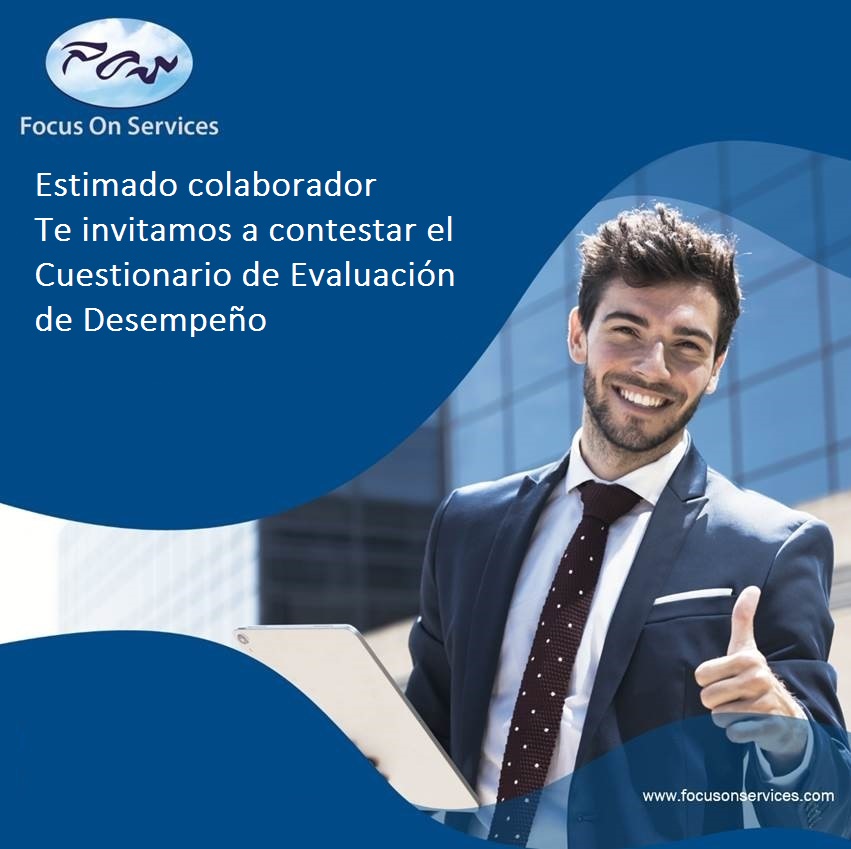 Focus On Services
Estimado colaborador
Te invitamos a contestar el
Cuestionario de Evaluación
de Desempeño
www.focusonservices.com